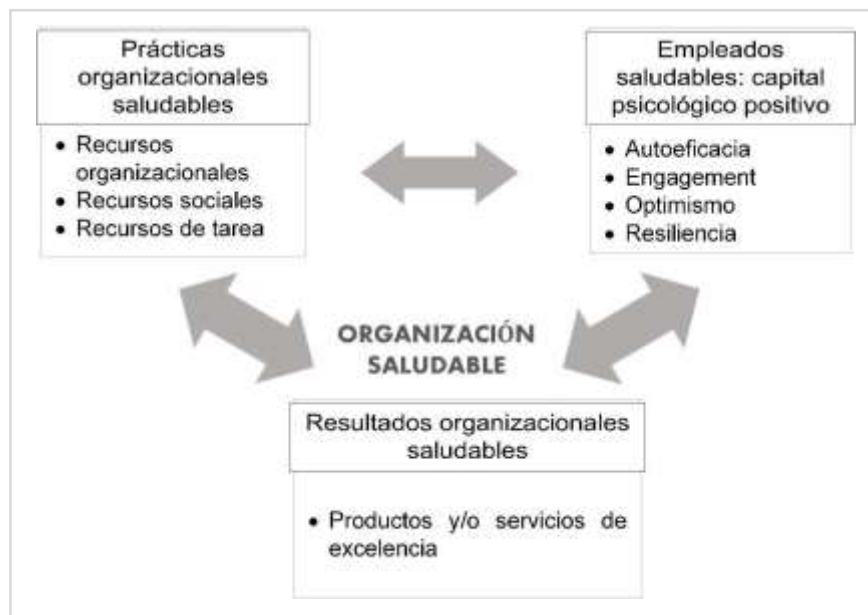 Prácticas
organizacionales
saludables
• Recursos
organizacionales
• Recursos sociales
• Recursos de tarea
Empleados
saludables: capital
psicológico positivo
• Autoeficacia
• Engagement
• Optimismo
• Resiliencia
ORGANIZACIÓN
SALUDABLE
Resultados organizacionales
saludables
• Productos y/o servicios de
excelencia